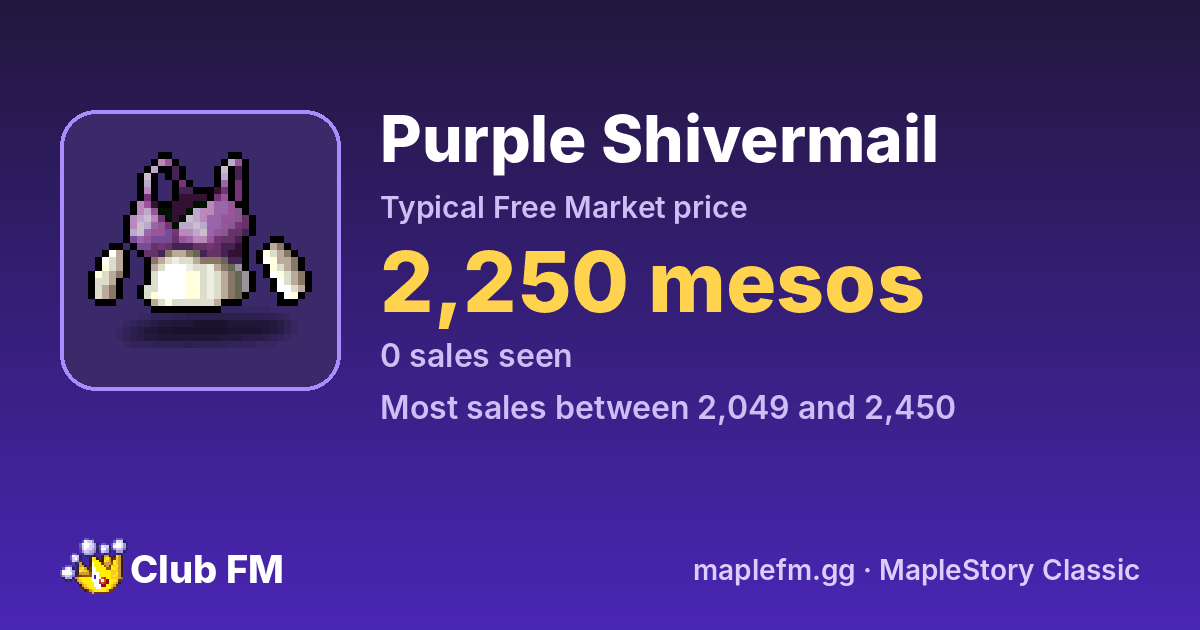 Purple Shivermail
Typical Free Market price
2,250 mesos
0 sales seen
Most sales between 2,049 and 2,450
Club FM
maplefm.gg · MapleStory Classic